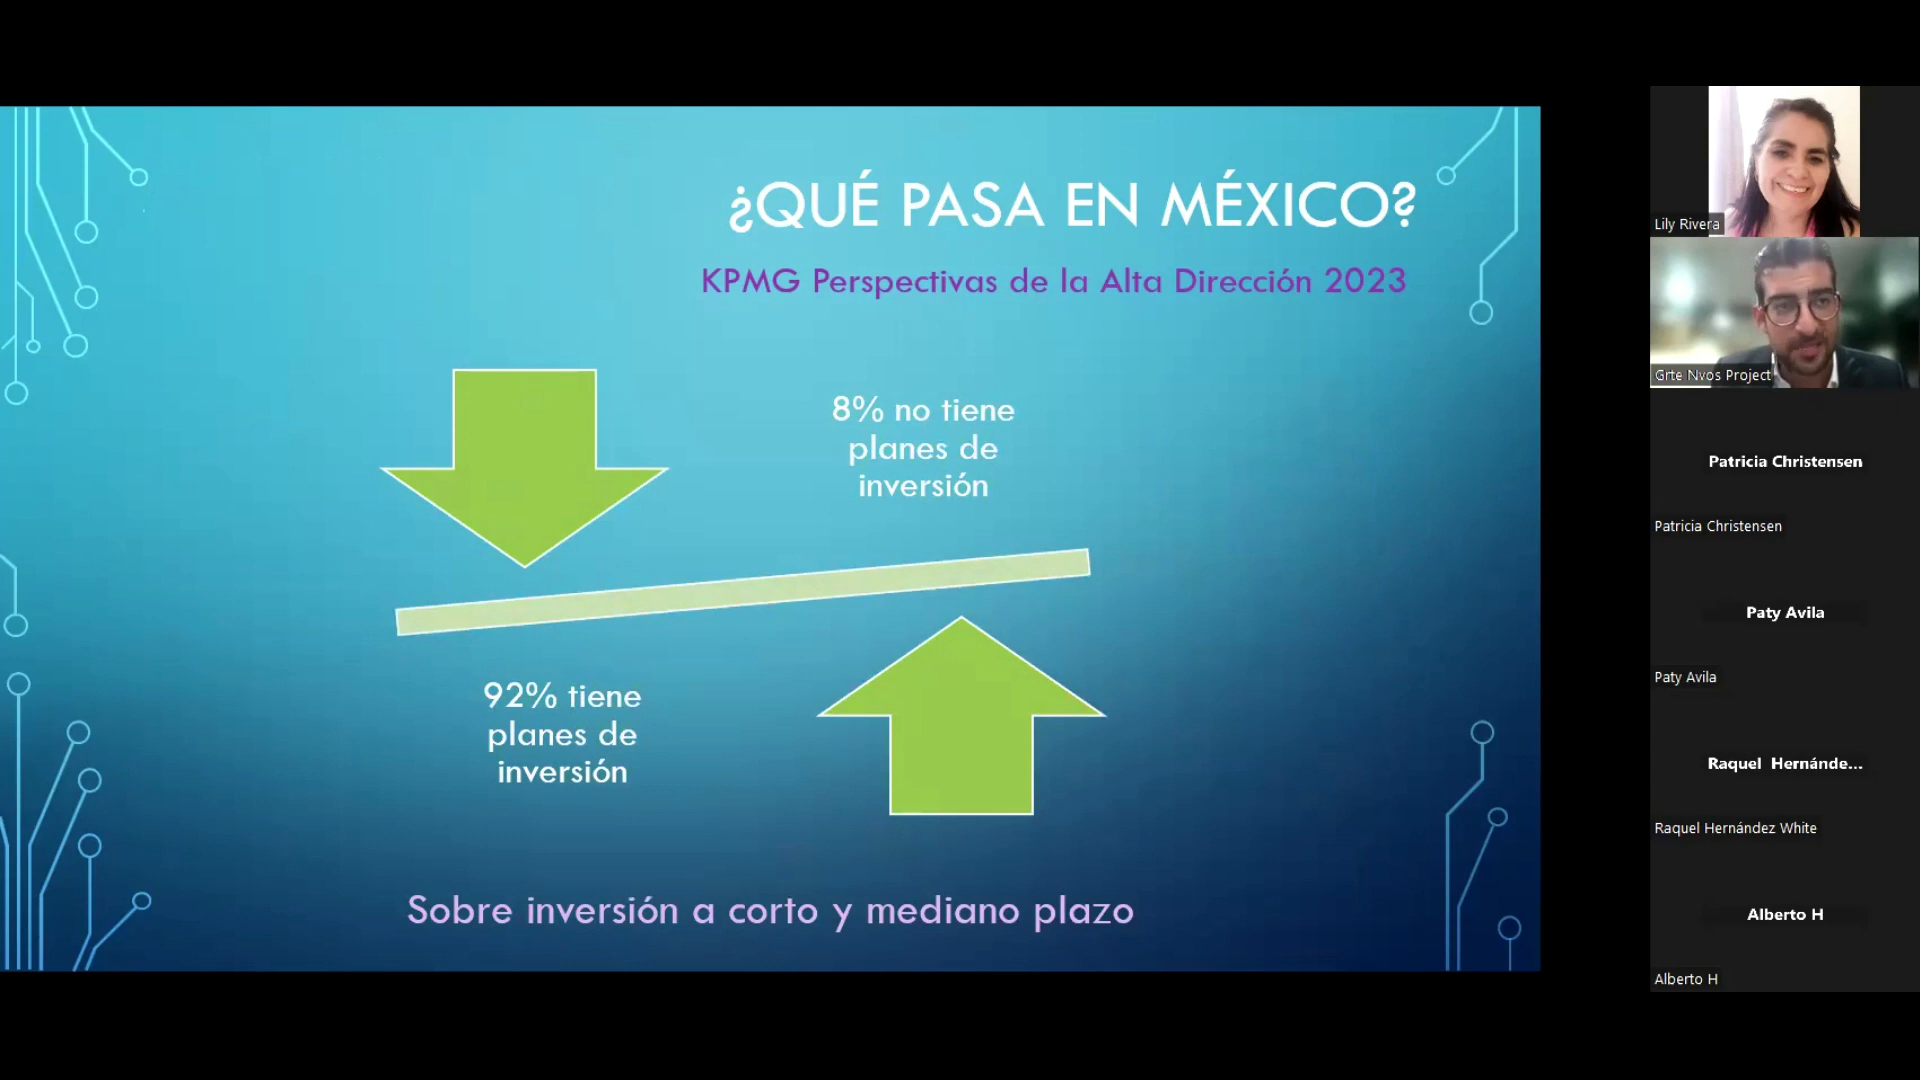 ¿QUÉ PASA EN MÉXICO?
KPMG Perspectivas de la Alta Dirección 2023
8% no tiene
planes de
inversión
92% tiene
planes de
inversión
Sobre inversión a corto y mediano plazo
Lily Rivera
Grte Nvos Project
Patricia Christensen
Patricia Christensen
Paty Avila
Paty Avila
Raquel Hernánde...
Raquel Hernández White
Alberto H
Alberto H